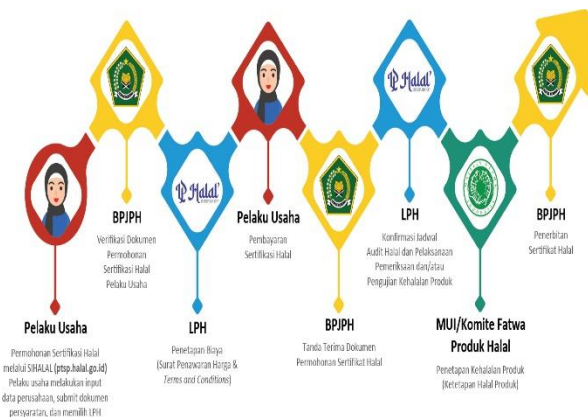 Pelaku Usaha
Permohonan Sertifikasi Halal
melalui SIHALAL (ptsp.halal.go.id)
Pelaku usaha melakukan input
data perusahaan, submit dokumen
persyaratan, dan memilih LPH
BPJPH
Verifikasi Dokumen
Permohonan
Sertifikasi Halal
Pelaku Usaha
Halal
LPH
Penetapan Biaya
(Surat Penawaran Harga &
Terms and Conditions)
Pelaku Usaha
Pembayaran
Sertifikasi Halal
BPJPH
Tanda Terima Dokumen
Permohonan Sertifikat Halal
Halal
LPH
Konfirmasi Jadwal
Audit Halal dan Pelaksanaan
Pemeriksaan dan/atau
Pengujian Kehalalan Produk
MUI/Komite Fatwa
Produk Halal
Penetapan Kehalalan Produk
(Ketetapan Halal Produk)
BPJPH
Penerbitan
Sertifikat Halal